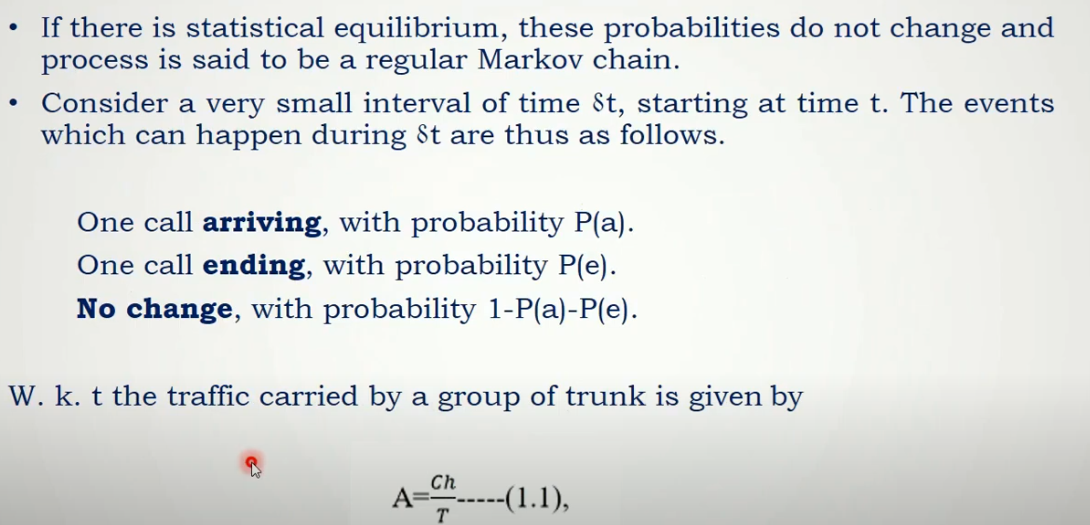 • If there is statistical equilibrium, these probabilities do not change and
process is said to be a regular Markov chain.
• Consider a very small interval of time δt, starting at time t. The events
which can happen during δt are thus as follows.
One call arriving, with probability P(a).
One call ending, with probability P(e).
No change, with probability 1-P(a)-P(e).
W. k. t the traffic carried by a group of trunk is given by
A=Ch/T-----(1.1),